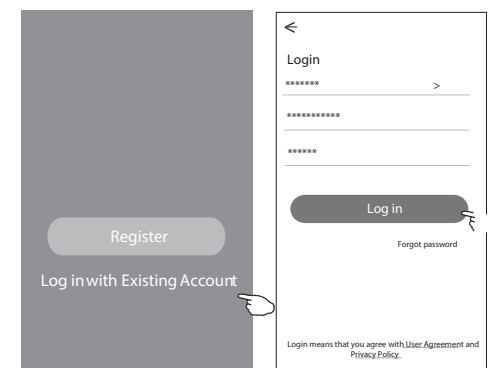 Register
Log in with Existing Account
Login
******* >
***********
******
Log in
Forgot password
Login means that you agree with User Agreement and
Privacy Policy